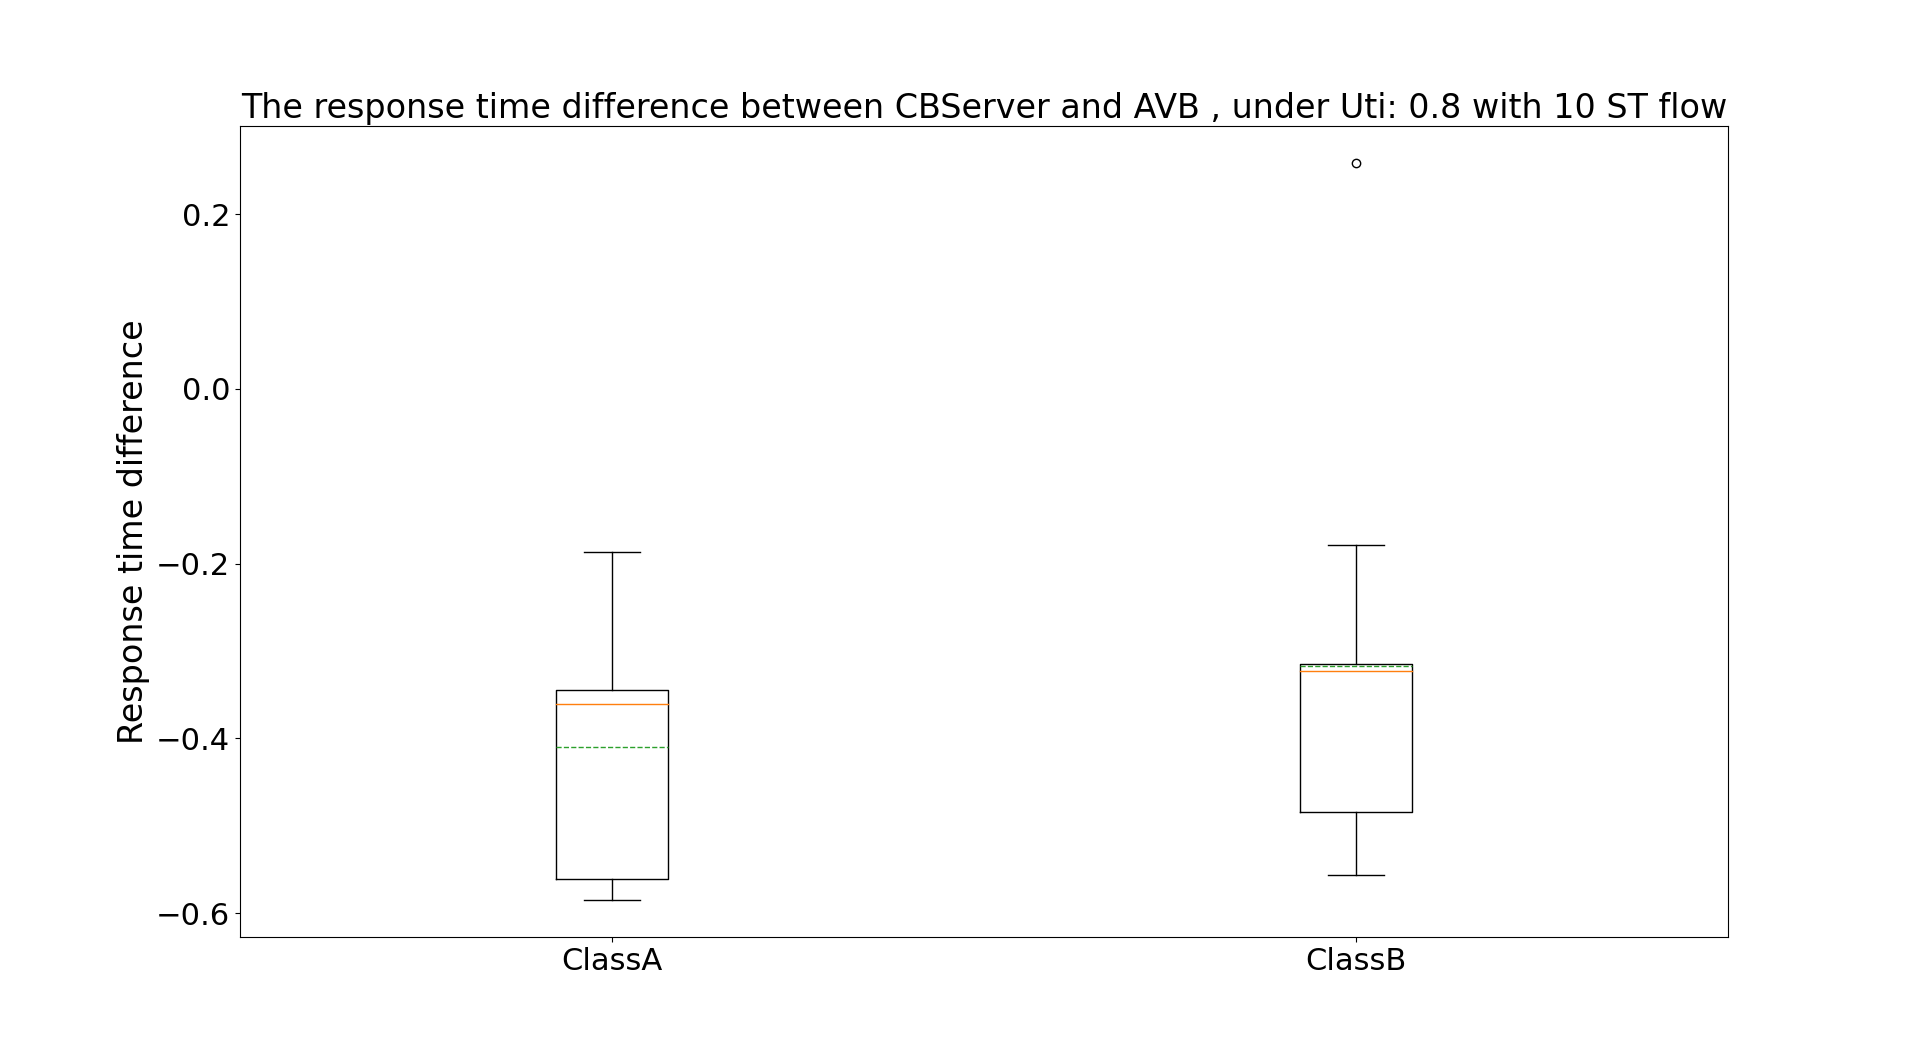 The response time difference between CBServer and AVB , under Uti: 0.8 with 10 ST flow
Response time difference
0.2
0.0
−0.2
−0.4
−0.6
ClassA
ClassB